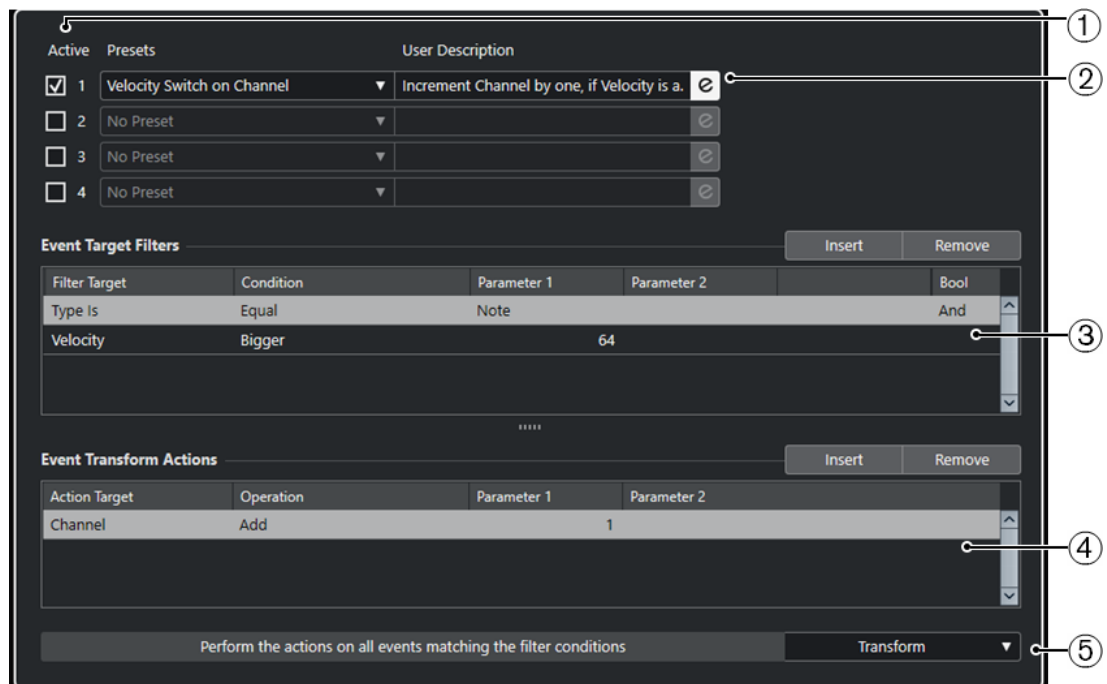 ①
Active Presets User Description
1 Velocity Switch on Channel Increment Channel by one, if Velocity is a. e
②
2 No Preset e
3 No Preset e
4 No Preset e
Event Target Filters Insert Remove
Filter Target Condition Parameter 1 Parameter 2 Bool
Type Is Equal Note And
Velocity Bigger 64
③
Event Transform Actions Insert Remove
Action Target Operation Parameter 1 Parameter 2
Channel Add 1
④
Perform the actions on all events matching the filter conditions Transform
⑤